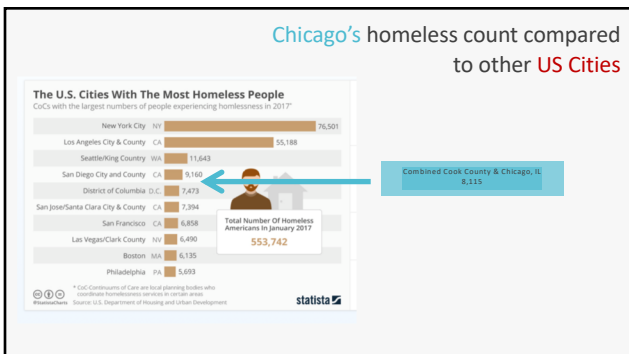 Chicago's homeless count compared
to other US Cities
The U.S. Cities With The Most Homeless People
CoCs with the largest numbers of people experiencing homlessness in 2017*
New York City NY 76,501
Los Angeles City & County CA 55,188
Seattle/King Country WA 11,643
San Diego City and County CA 9,160
District of Columbia D.C. 7,473
San Jose/Santa Clara City & County CA 7,394
San Francisco CA 6,858
Las Vegas/Clark County NV 6,490
Boston MA 6,135
Philadelphia PA 5,693
Total Number Of Homeless
Americans In January 2017
553,742
Combined Cook County & Chicago, IL
8,115
* CoC-Continuums of Care are local planning bodies who
coordinate homelessness services in certain areas
@StatistaCharts Source: U.S. Department of Housing and Urban Development
statista